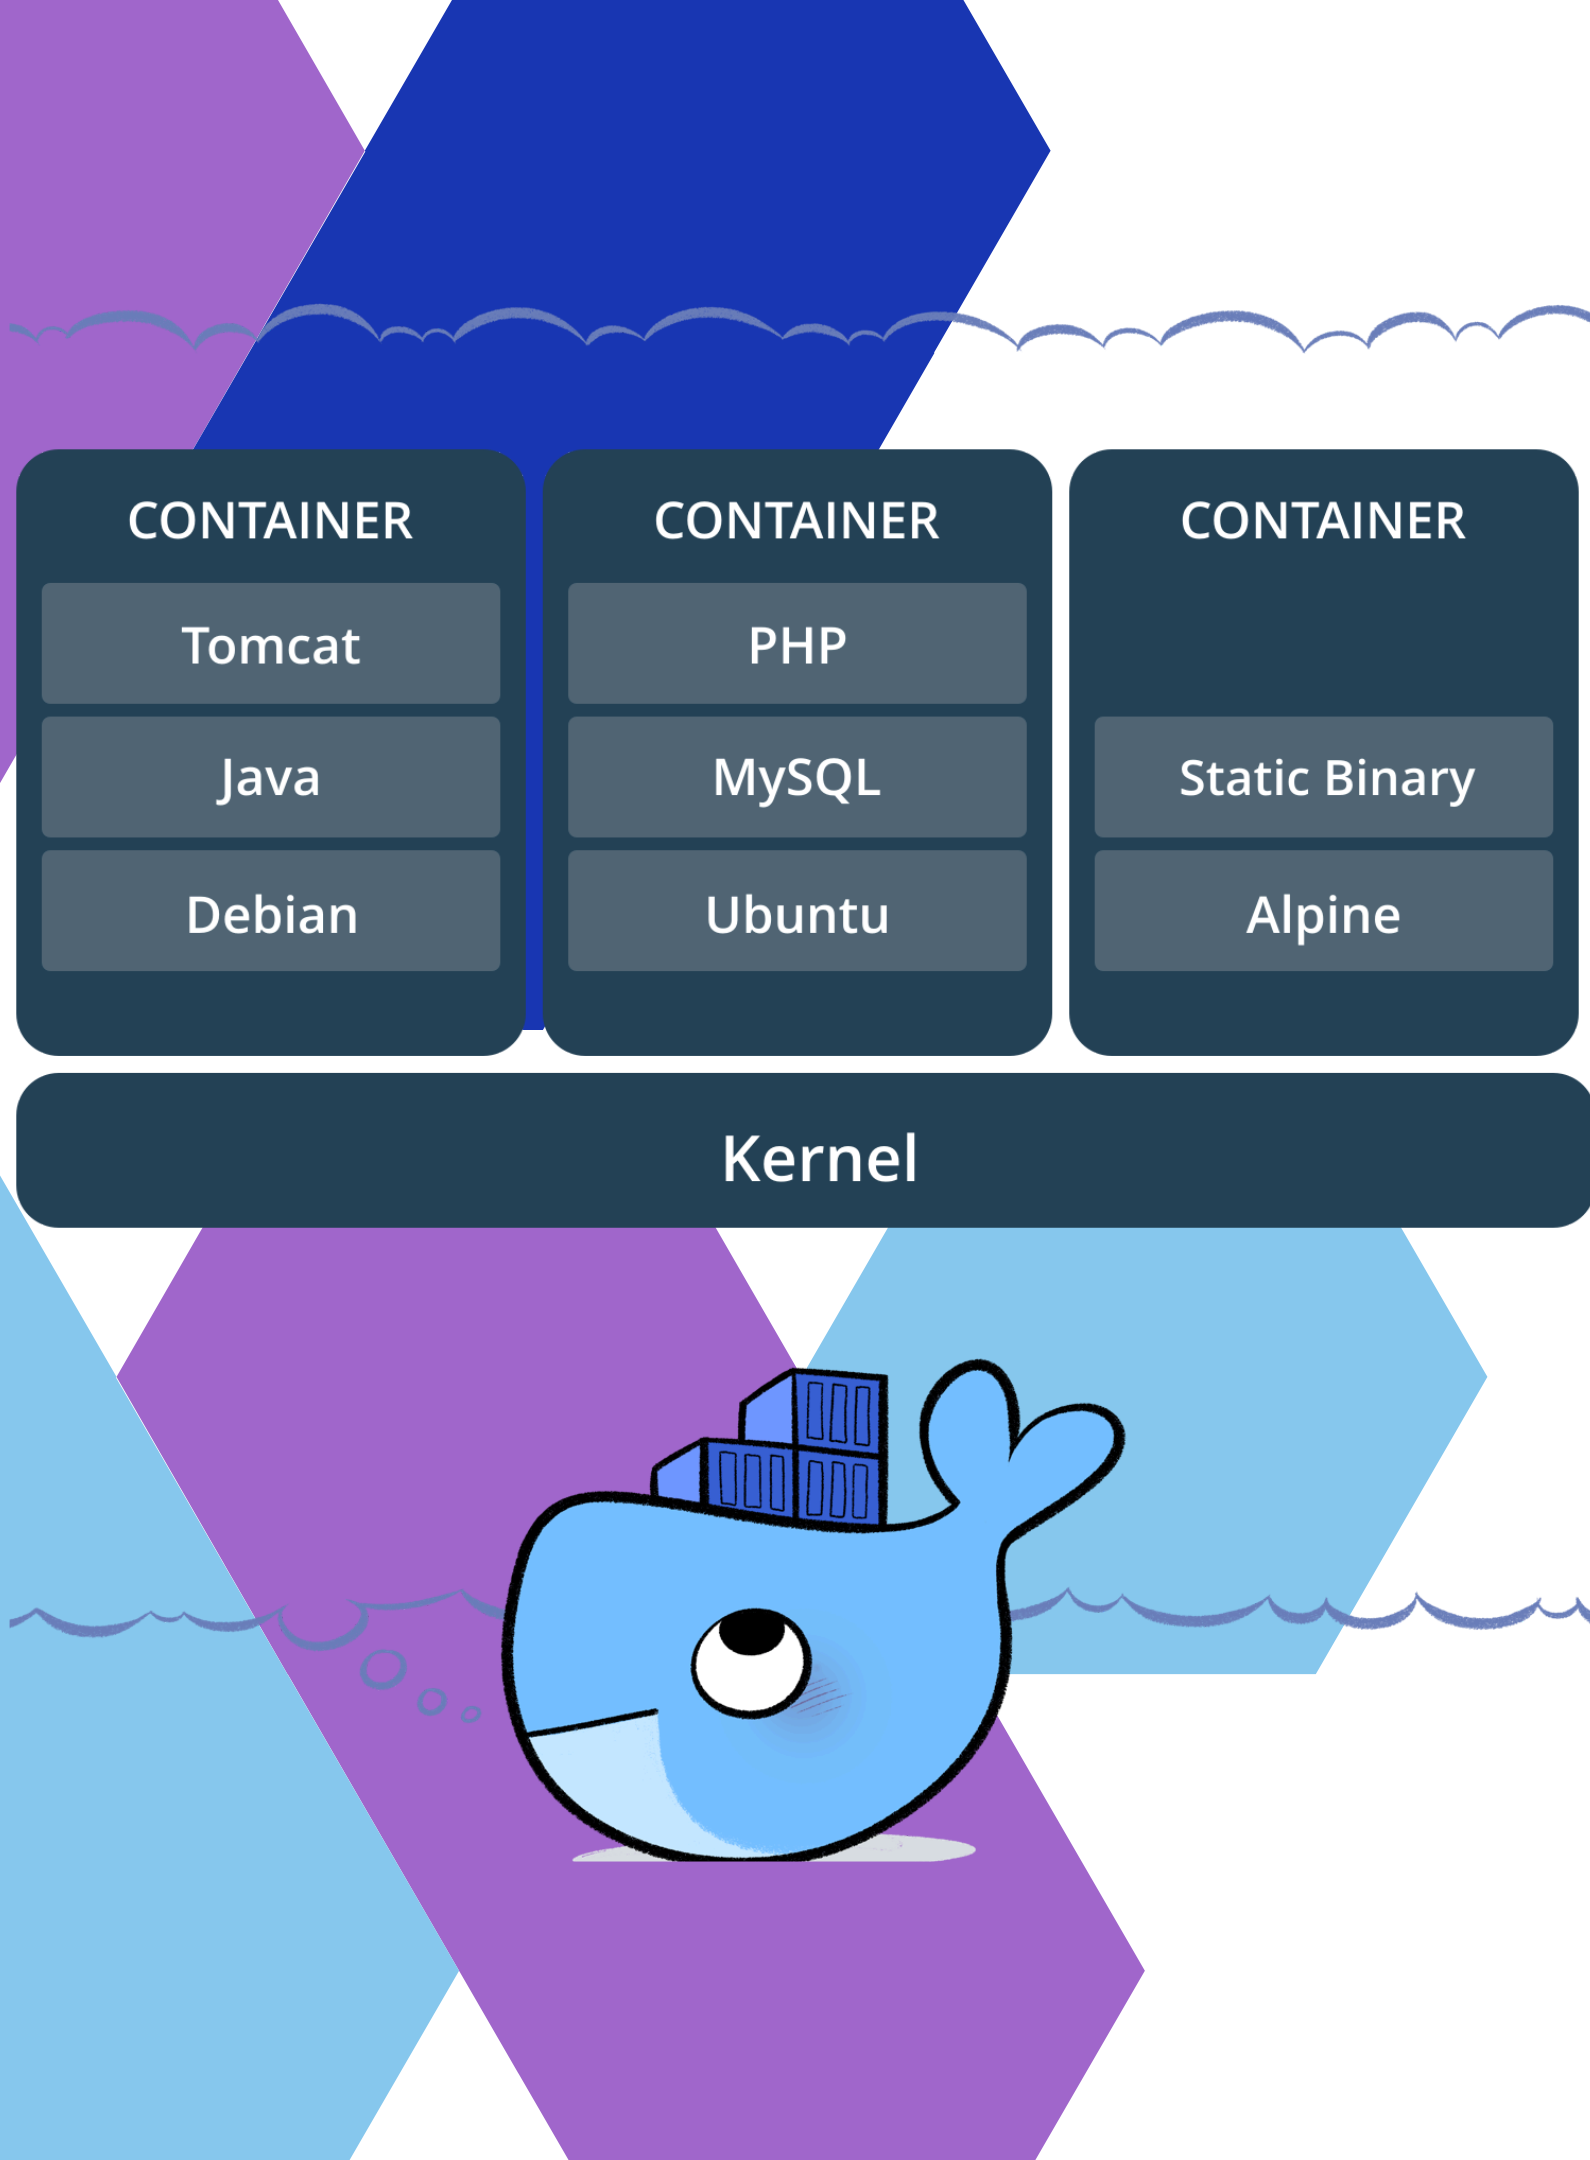 CONTAINER
Tomcat
Java
Debian
CONTAINER
PHP
MySQL
Ubuntu
CONTAINER
Static Binary
Alpine
Kernel